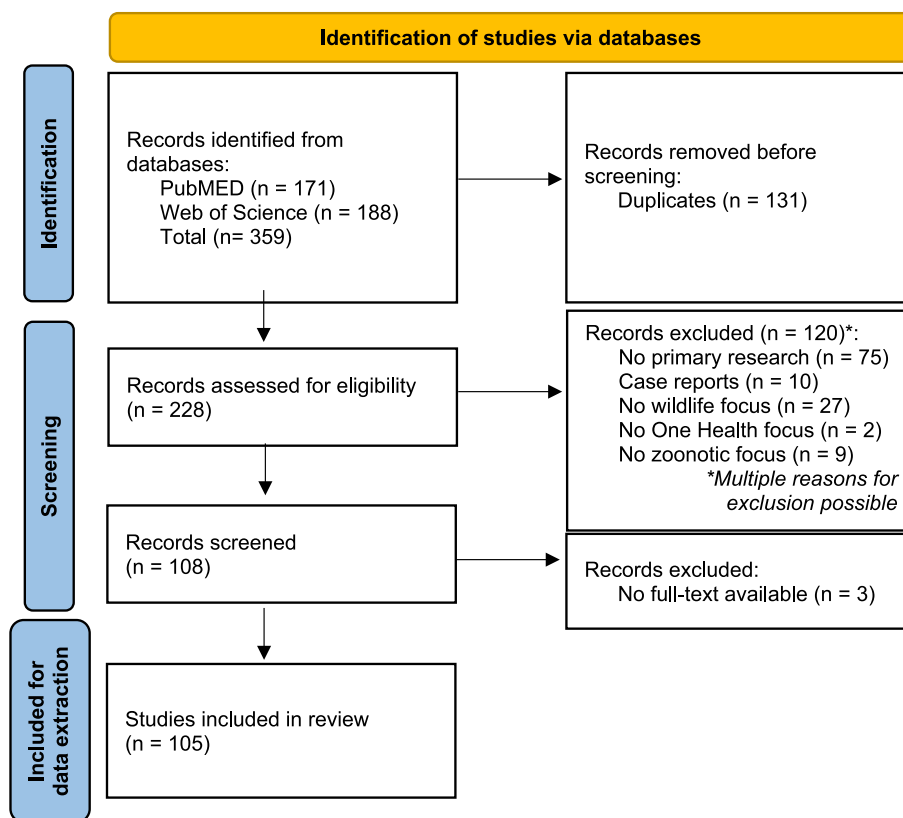 Identification of studies via databases
Identification
Records identified from
databases:
PubMED (n = 171)
Web of Science (n = 188)
Total (n= 359)
Records removed before
screening:
Duplicates (n = 131)
Screening
Records assessed for eligibility
(n = 228)
Records excluded (n = 120)*:
No primary research (n = 75)
Case reports (n = 10)
No wildlife focus (n = 27)
No One Health focus (n = 2)
No zoonotic focus (n = 9)
*Multiple reasons for
exclusion possible
Records screened
(n = 108)
Records excluded:
No full-text available (n = 3)
Included for
data extraction
Studies included in review
(n = 105)